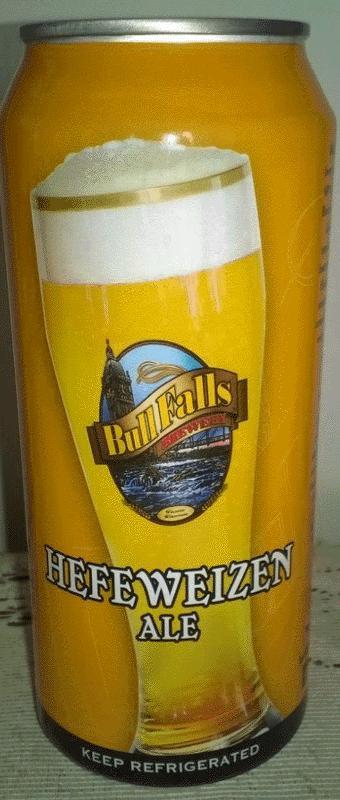 Bull Falls
BREWERY
HEFEWEIZEN
ALE
KEEP REFRIGERATED